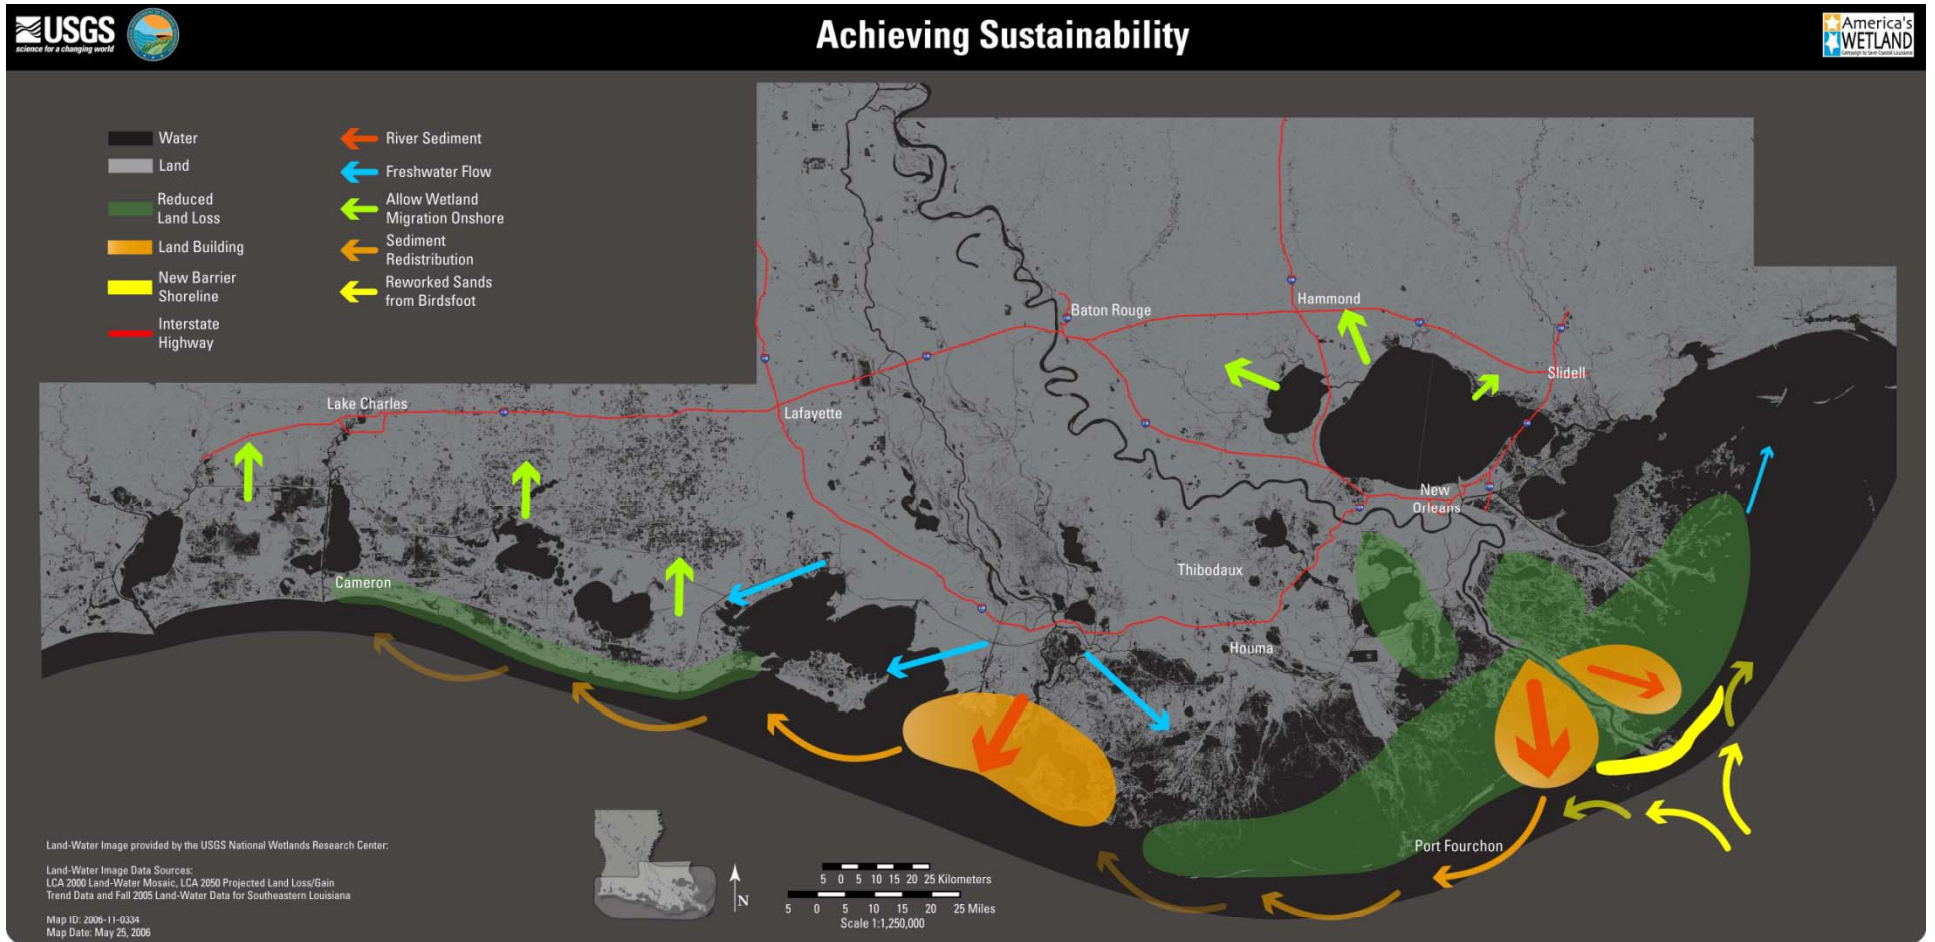 USGS
science for a changing world
Achieving Sustainability
America's
WETLAND
Campaign to Save Coastal Louisiana
Water
Land
Reduced
Land Loss
Land Building
New Barrier
Shoreline
Interstate
Highway
River Sediment
Freshwater Flow
Allow Wetland
Migration Onshore
Sediment
Redistribution
Reworked Sands
from Birdsfoot
Hammond
Baton Rouge
Slidell
Lake Charles
Lafayette
New
Orleans
Cameron
Thibodaux
Houma
Port Fourchon
Land-Water Image provided by the USGS National Wetlands Research Center:
Land-Water Image Data Sources:
LCA 2000 Land-Water Mosaic, LCA 2050 Projected Land Loss/Gain
Trend Data and Fall 2005 Land-Water Data for Southeastern Louisiana
Map ID: 2006-11-0334
Map Date: May 25, 2006
N
5 0 5 10 15 20 25 Kilometers
5 0 5 10 15 20 25 Miles
Scale 1:1,250,000